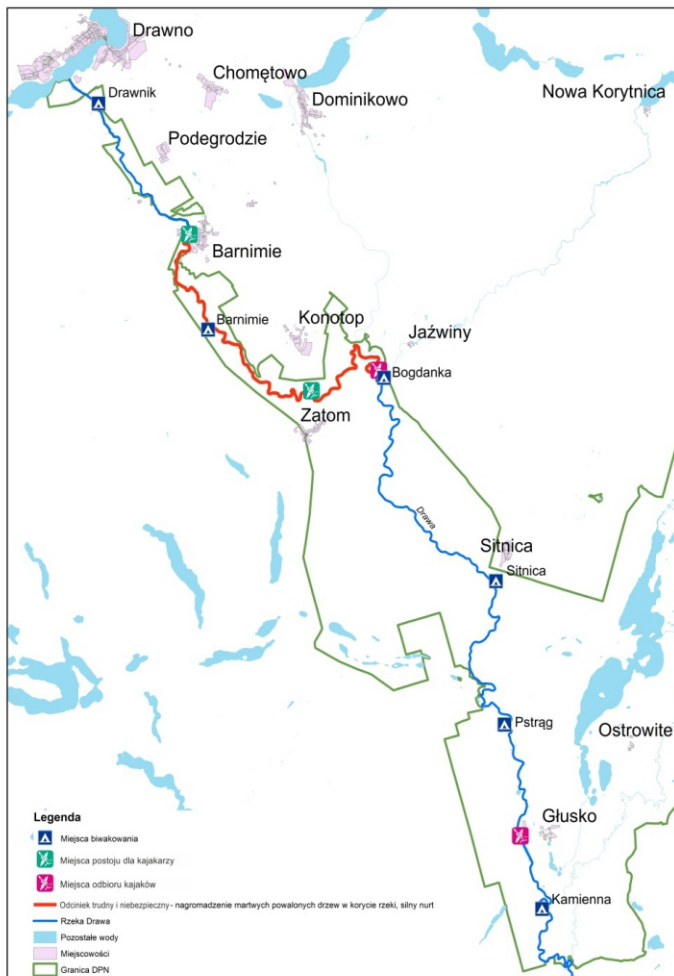 Drawno
Drawnik
Chomętowo
Dominikowo
Nowa Korytnica
Podegrodzie
Barnimie
Barnimie
Konotop
Jaźwiny
Bogdanka
Zatom
Drawa
Sitnica
Sitnica
Pstrąg
Ostrowite
Głusko
Kamienna
Legenda
Miejsca biwakowania
Miejsca postoju dla kajakarzy
Miejsca odbioru kajaków
Odciniek trudny i niebezpieczny - nagromadzenie martwych powalonych drzew w korycie rzeki, silny nurt
Rzeka Drawa
Pozostałe wody
Miejscowości
Granica DPN